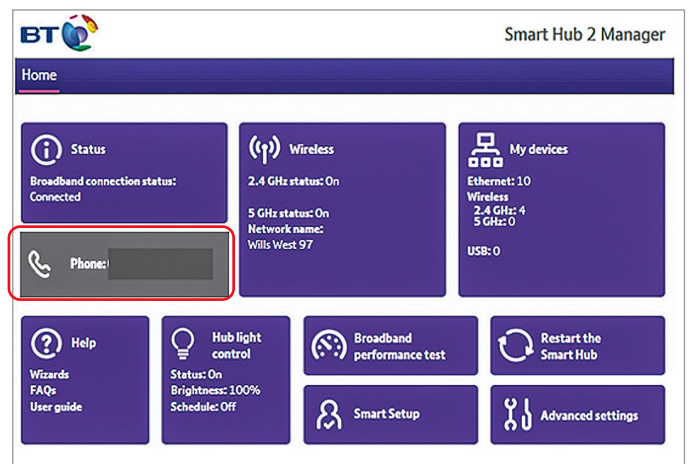 BT
Smart Hub 2 Manager
Home
Status
Broadband connection status:
Connected
Phone:
Wireless
2.4 GHz status: On
5 GHz status: On
Network name:
Wills West 97
My devices
Ethernet: 10
Wireless
2.4 GHz: 4
5 GHz: 0
USB: 0
Help
Wizards
FAQs
User guide
Hub light
control
Status: On
Brightness: 100%
Schedule: Off
Broadband
performance test
Smart Setup
Restart the
Smart Hub
Advanced settings